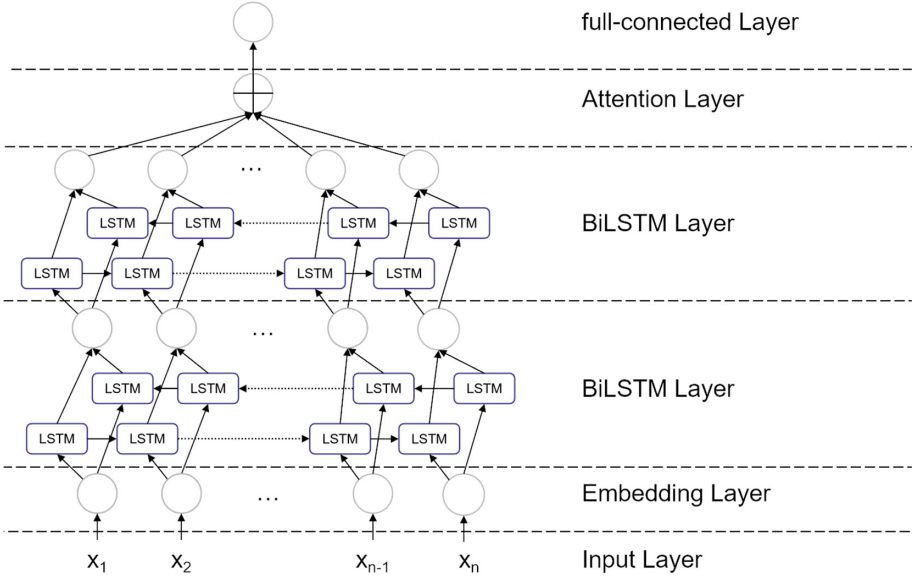 full-connected Layer
Attention Layer
...
LSTM LSTM LSTM LSTM BiLSTM Layer
LSTM LSTM LSTM LSTM
...
LSTM LSTM LSTM LSTM BiLSTM Layer
LSTM LSTM LSTM LSTM
... Embedding Layer
x1 x2 xn-1 xn Input Layer